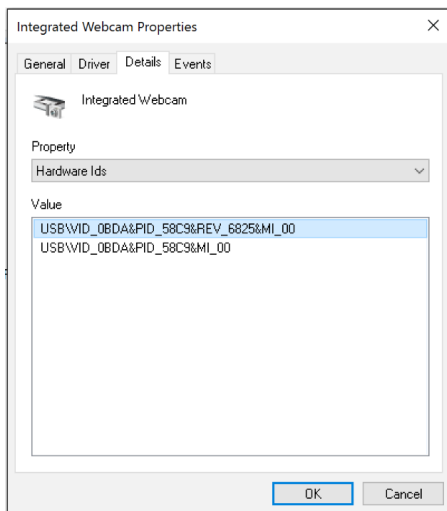 Integrated Webcam Properties
General Driver Details Events
Integrated Webcam
Property
Hardware Ids
Value
USB\VID_0BDA&PID_58C9&REV_6825&MI_00
USB\VID_0BDA&PID_58C9&MI_00
OK Cancel